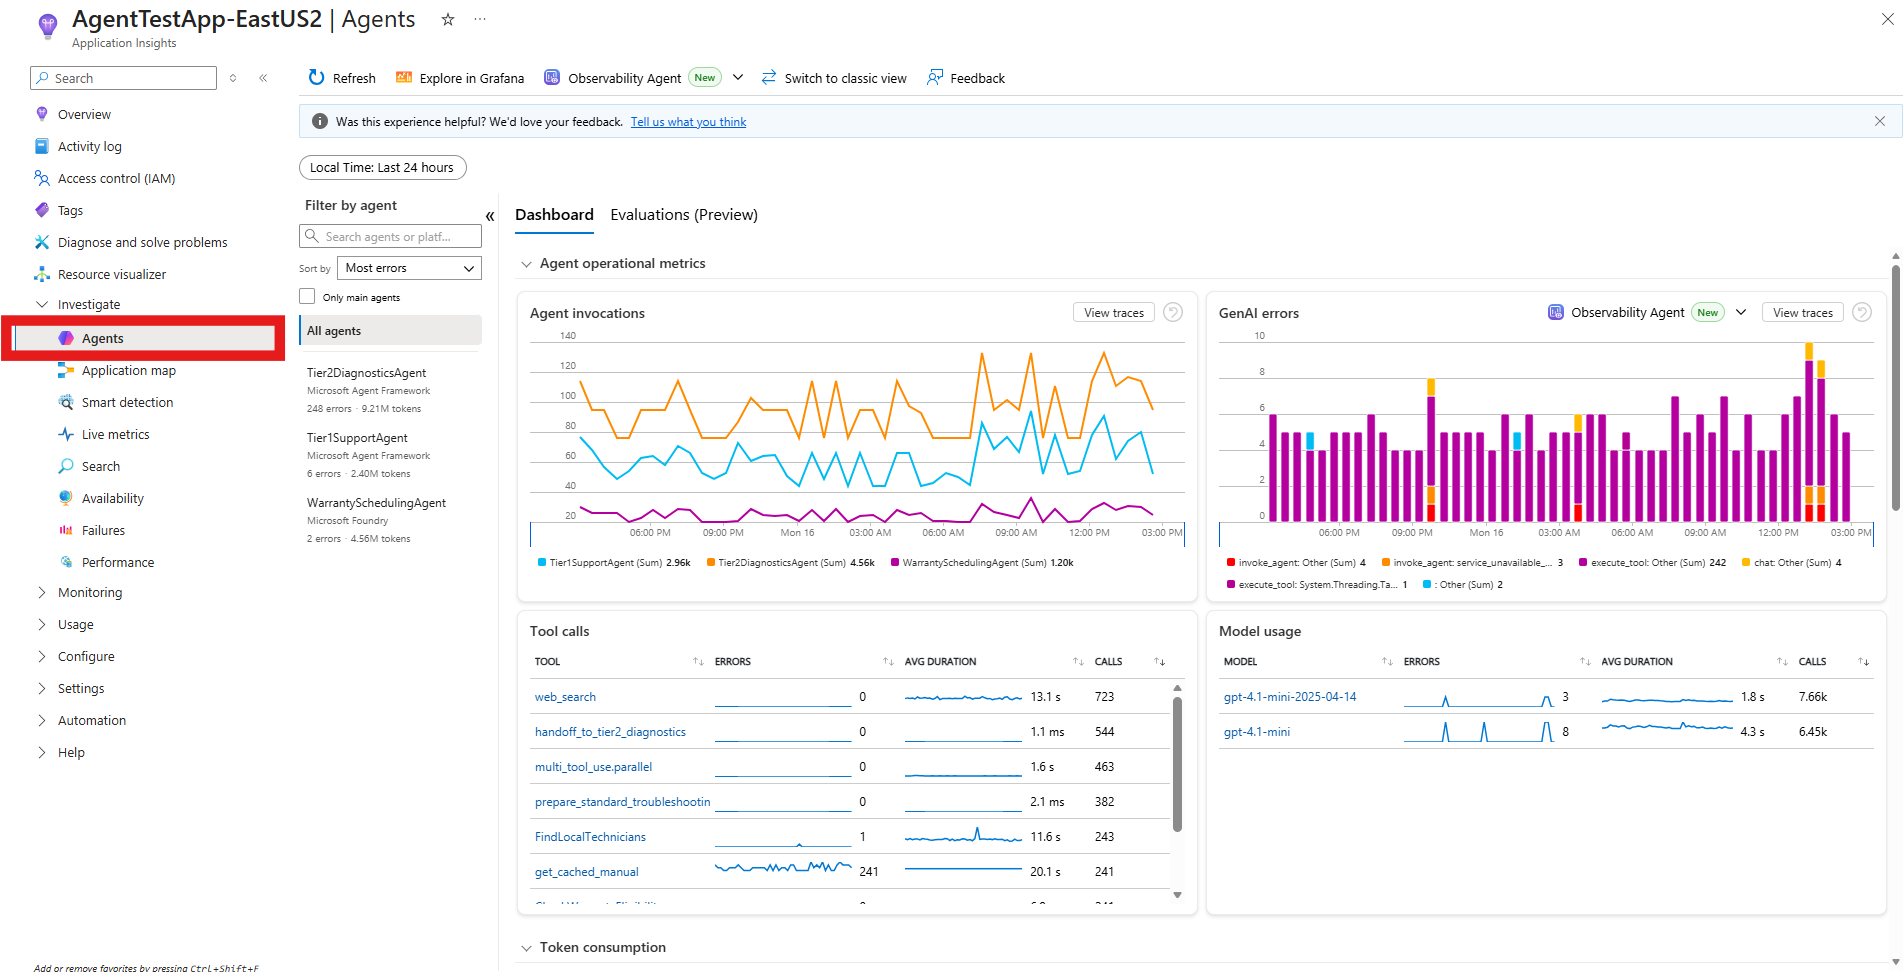 AgentTestApp-EastUS2 | Agents
Application Insights
Search
Overview
Activity log
Access control (IAM)
Tags
Diagnose and solve problems
Resource visualizer
Investigate
Agents
Application map
Smart detection
Live metrics
Search
Availability
Failures
Performance
Monitoring
Usage
Configure
Settings
Automation
Help
Add or remove favorites by pressing Ctrl+Shift+F
Refresh
Explore in Grafana
Observability Agent New
Switch to classic view
Feedback
Was this experience helpful? We'd love your feedback. Tell us what you think
Local Time: Last 24 hours
Filter by agent
Search agents or platf...
Sort by Most errors
Only main agents
All agents
Tier2DiagnosticsAgent
Microsoft Agent Framework
248 errors · 9.21M tokens
Tier1SupportAgent
Microsoft Agent Framework
6 errors · 2.40M tokens
WarrantySchedulingAgent
Microsoft Foundry
2 errors · 4.56M tokens
Dashboard Evaluations (Preview)
Agent operational metrics
Agent invocations View traces
140
120
100
80
60
40
20
06:00 PM 09:00 PM Mon 16 03:00 AM 06:00 AM 09:00 AM 12:00 PM 03:00 PM
Tier1SupportAgent (Sum) 2.96k Tier2DiagnosticsAgent (Sum) 4.56k WarrantySchedulingAgent (Sum) 1.20k
GenAI errors Observability Agent New View traces
10
8
6
4
2
0
06:00 PM 09:00 PM Mon 16 03:00 AM 06:00 AM 09:00 AM 12:00 PM 03:00 PM
invoke_agent: Other (Sum) 4 invoke_agent: service_unavailable_... 3 execute_tool: Other (Sum) 242 chat: Other (Sum) 4
execute_tool: System.Threading.Ta... 1 : Other (Sum) 2
Tool calls
TOOL ERRORS AVG DURATION CALLS
web_search 0 13.1 s 723
handoff_to_tier2_diagnostics 0 1.1 ms 544
multi_tool_use.parallel 0 1.6 s 463
prepare_standard_troubleshootin 0 2.1 ms 382
FindLocalTechnicians 1 11.6 s 243
get_cached_manual 241 20.1 s 241
Model usage
MODEL ERRORS AVG DURATION CALLS
gpt-4.1-mini-2025-04-14 3 1.8 s 7.66k
gpt-4.1-mini 8 4.3 s 6.45k
Token consumption